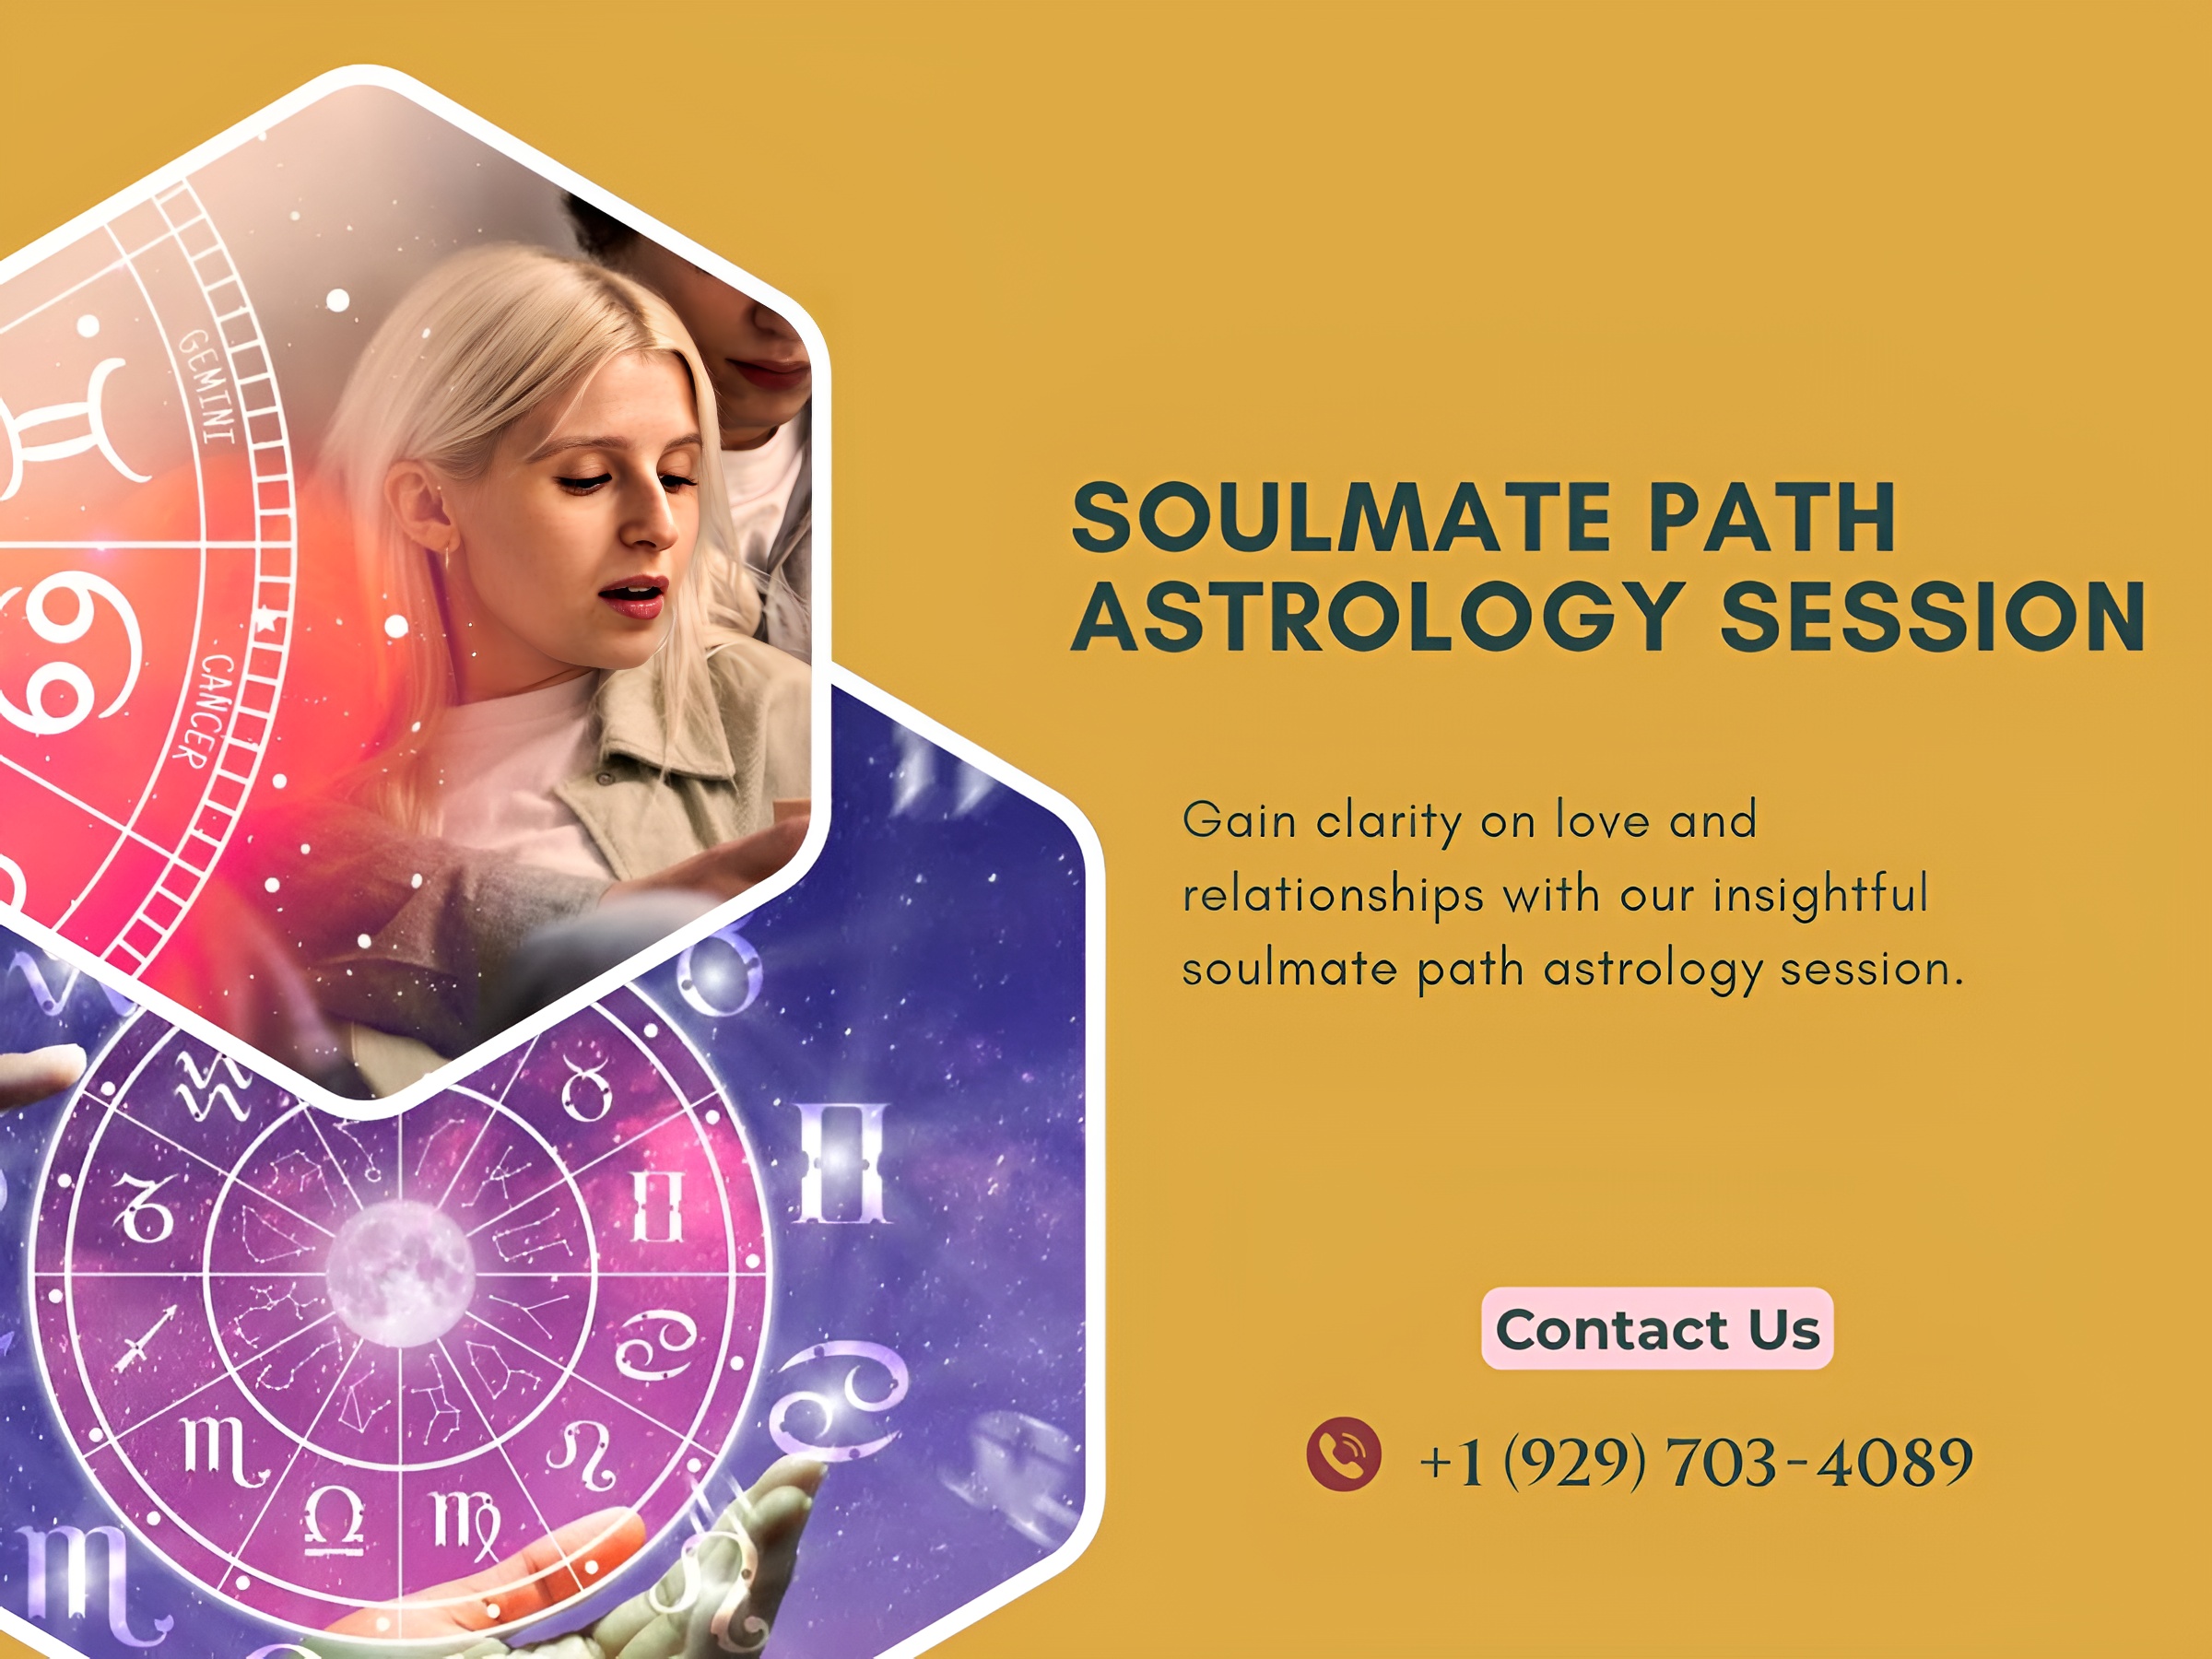 GEMINI
CANCER
SOULMATE PATH
ASTROLOGY SESSION
Gain clarity on love and
relationships with our insightful
soulmate path astrology session.
Contact Us
+1 (929) 703-4089